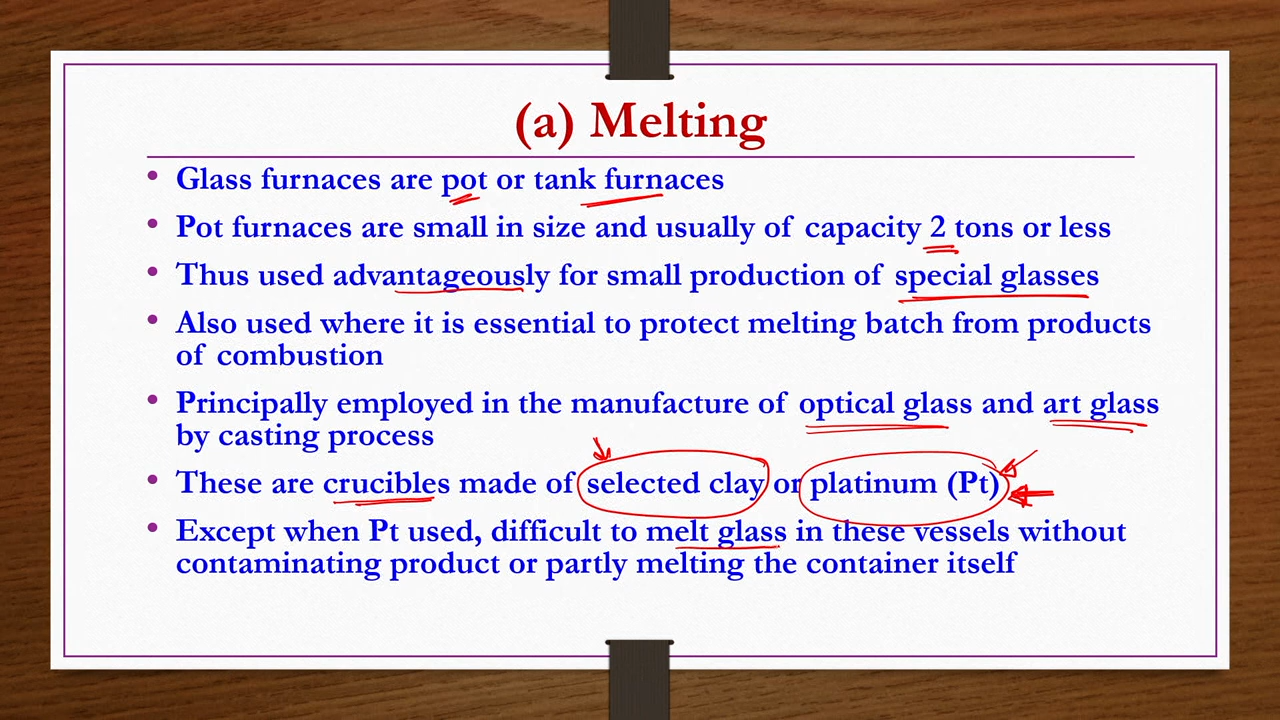 (a) Melting
• Glass furnaces are pot or tank furnaces
• Pot furnaces are small in size and usually of capacity 2 tons or less
• Thus used advantageously for small production of special glasses
• Also used where it is essential to protect melting batch from products
of combustion
• Principally employed in the manufacture of optical glass and art glass
by casting process
• These are crucibles made of selected clay or platinum (Pt)
• Except when Pt used, difficult to melt glass in these vessels without
contaminating product or partly melting the container itself